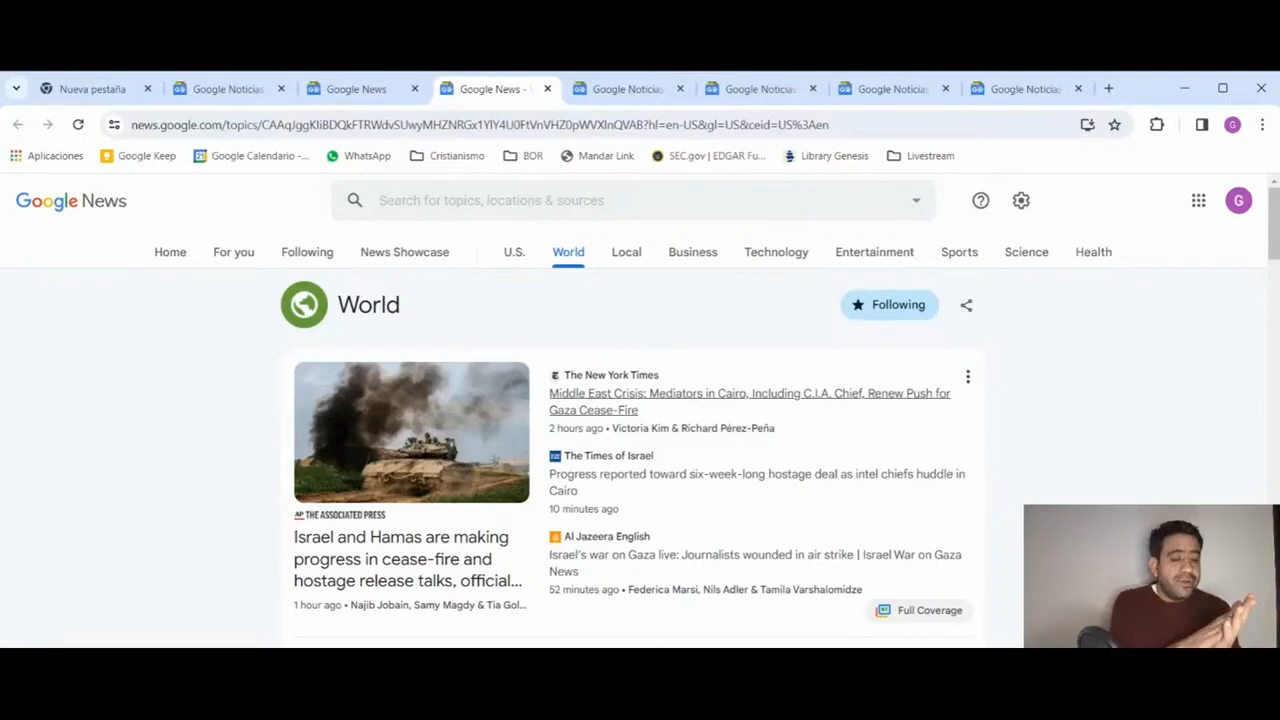 Nueva pestaña
Google Noticias
Google News
Google News -
Google Noticias
Google Noticias
Google Noticias
Google Noticias
news.google.com/topics/CAAqJggKIiBDQkFTRWdvSUwyMHZNRGx1YlY4U0FtVnVHZ0pWVXlnQVAB?hl=en-US&gl=US&ceid=US%3Aen
G
Aplicaciones
Google Keep
Google Calendario -...
WhatsApp
Cristianismo
BOR
Mandar Link
SEC.gov | EDGAR Fu...
Library Genesis
Livestream
Google News
Search for topics, locations & sources
G
Home
For you
Following
News Showcase
U.S.
World
Local
Business
Technology
Entertainment
Sports
Science
Health
World
Following
AP THE ASSOCIATED PRESS
Israel and Hamas are making
progress in cease-fire and
hostage release talks, official...
1 hour ago • Najib Jobain, Samy Magdy & Tia Gol...
The New York Times
Middle East Crisis: Mediators in Cairo, Including C.I.A. Chief, Renew Push for
Gaza Cease-Fire
2 hours ago • Victoria Kim & Richard Pérez-Peña
The Times of Israel
Progress reported toward six-week-long hostage deal as intel chiefs huddle in
Cairo
10 minutes ago
Al Jazeera English
Israel's war on Gaza live: Journalists wounded in air strike | Israel War on Gaza
News
52 minutes ago • Federica Marsi, Nils Adler & Tamila Varshalomidze
Full Coverage